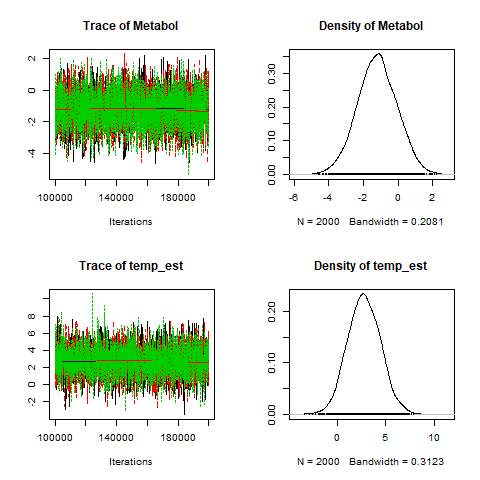 Trace of Metabol
2
0
-2
-4
100000 140000 180000
Iterations
Density of Metabol
0.30
0.20
0.10
0.00
-6 -4 -2 0 2
N = 2000 Bandwidth = 0.2081
Trace of temp_est
8
6
4
2
0
-2
100000 140000 180000
Iterations
Density of temp_est
0.20
0.10
0.00
0 5 10
N = 2000 Bandwidth = 0.3123